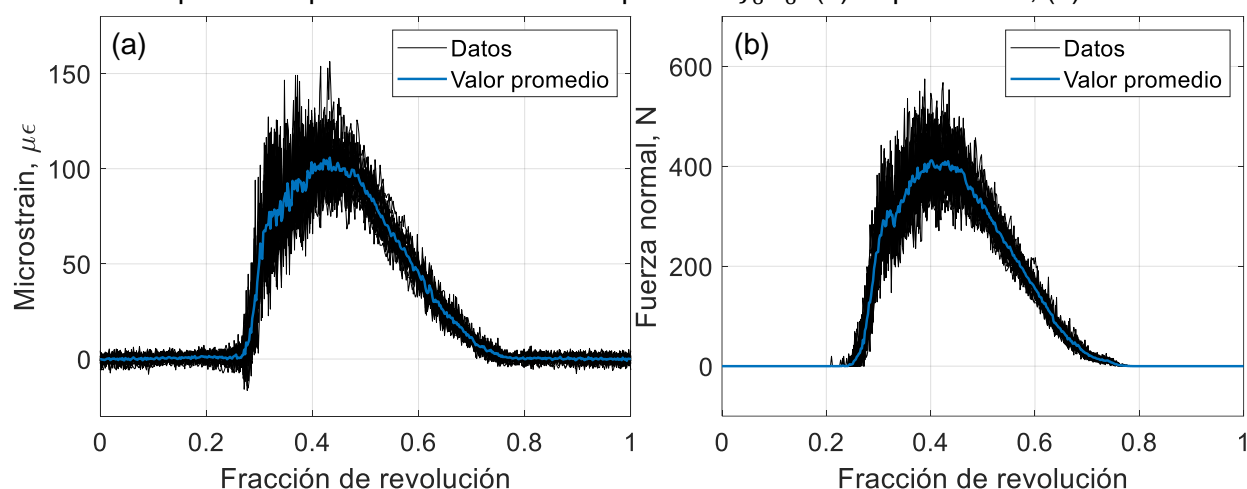 (a)
Datos
Valor promedio
150
100
50
0
Microstrain, µϵ
0 0.2 0.4 0.6 0.8 1
Fracción de revolución
(b)
Datos
Valor promedio
600
400
200
0
Fuerza normal, N
0 0.2 0.4 0.6 0.8 1
Fracción de revolución